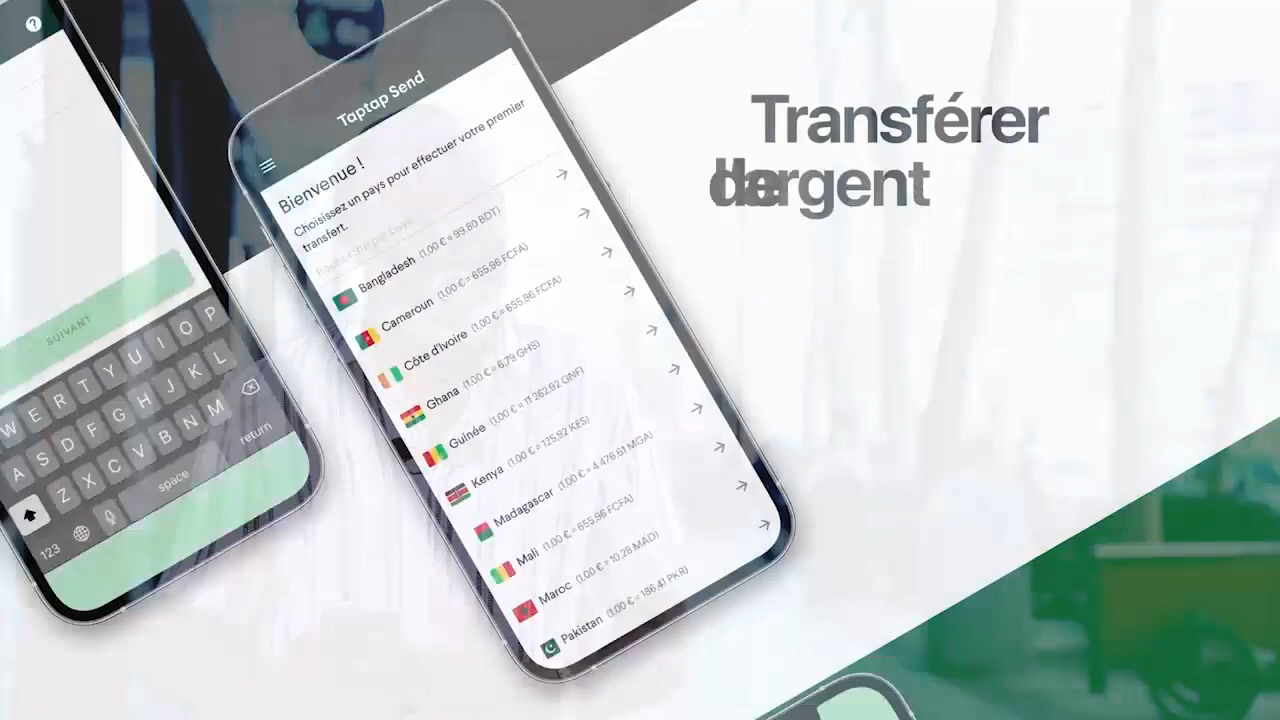 Transférer
de l'argent
Taptap Send
Bienvenue !
Choisissez un pays pour effectuer votre premier
transfert.
Bangladesh (1.00 € = 99.80 BDT)
Cameroun (1.00 € = 655.96 FCFA)
Côte d'Ivoire (1.00 € = 655.96 FCFA)
Ghana (1.00 € = 6.79 GHS)
Guinée (1.00 € = 11 262.92 GNF)
Kenya (1.00 € = 125.92 KES)
Madagascar (1.00 € = 4 476.61 MGA)
Mali (1.00 € = 655.96 FCFA)
Maroc (1.00 € = 10.28 MAD)
Pakistan (1.00 € = 186.41 PKR)
?
SUIVANT
W E R T Y U I O P
A S D F G H J K L
Z X C V B N M
123 space return